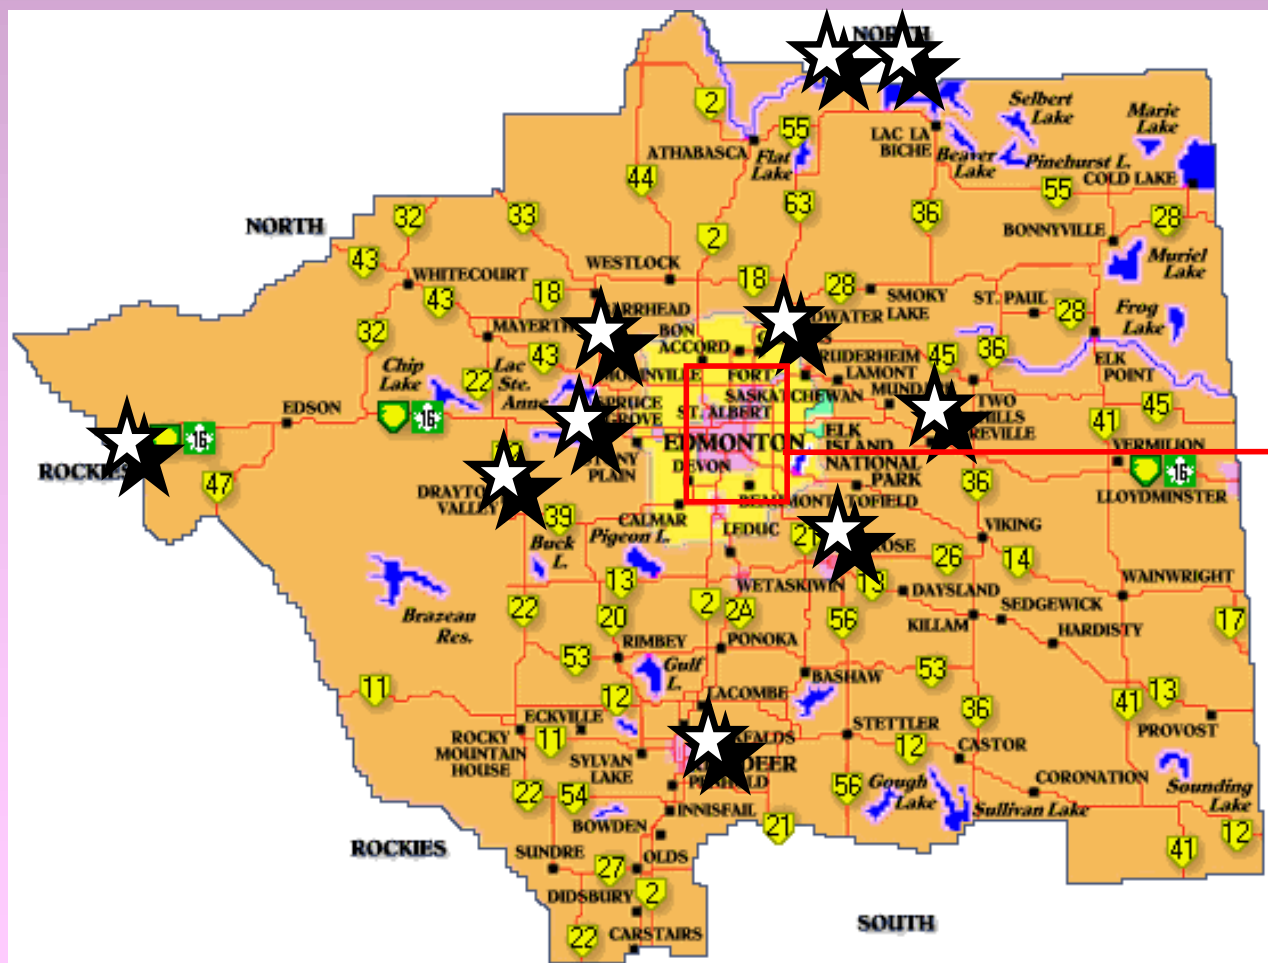 NORTH
Selbert
Lake
Marie
Lake
2
55
LAC LA
BICHE
ATHABASCA
Flat
Lake
Beaver
Lake
Pinehurst L.
COLD LAKE
44
55
63
36
28
32
33
NORTH
2
BONNYVILLE
43
WESTLOCK
Muriel
Lake
WHITECOURT
18
28
SMOKY
LAKE
ST. PAUL
28
43
18
Frog
Lake
32
BON
ACCORD
43
45
36
ELK
POINT
Chip
Lake
22
Lac
Ste.
Anne
FORT
SASKATCHEWAN
LAMONT
EDSON
16
SPRUCE
GROVE
ST. ALBERT
TWO
45
41
16
EDMONTON
ELK
ISLAND
NATIONAL
PARK
VERMILION
ROCKIES
47
PLAIN
DEVON
16
LLOYDMINSTER
DRAYTON
VALLEY
BEAUMONT
TOFIELD
36
39
CALMAR
LEDUC
21
VIKING
Buck
L.
Pigeon L.
26
14
13
WETASKIWIN
13
DAYSLAND
WAINWRIGHT
Brazeau
Res.
22
20
2
2A
56
SEDGEWICK
17
KILLAM
HARDISTY
RIMBEY
PONOKA
53
Gull
L.
BASHAW
53
11
12
LACOMBE
36
41
13
ECKVILLE
STETTLER
PROVOST
ROCKY
MOUNTAIN
HOUSE
11
SYLVAN
LAKE
12
CASTOR
22
54
56
Gough
Lake
CORONATION
Sounding
Lake
Sullivan Lake
INNISFAIL
BOWDEN
21
12
ROCKIES
SUNDRE
OLDS
41
27
DIDSBURY
2
SOUTH
22
CARSTAIRS